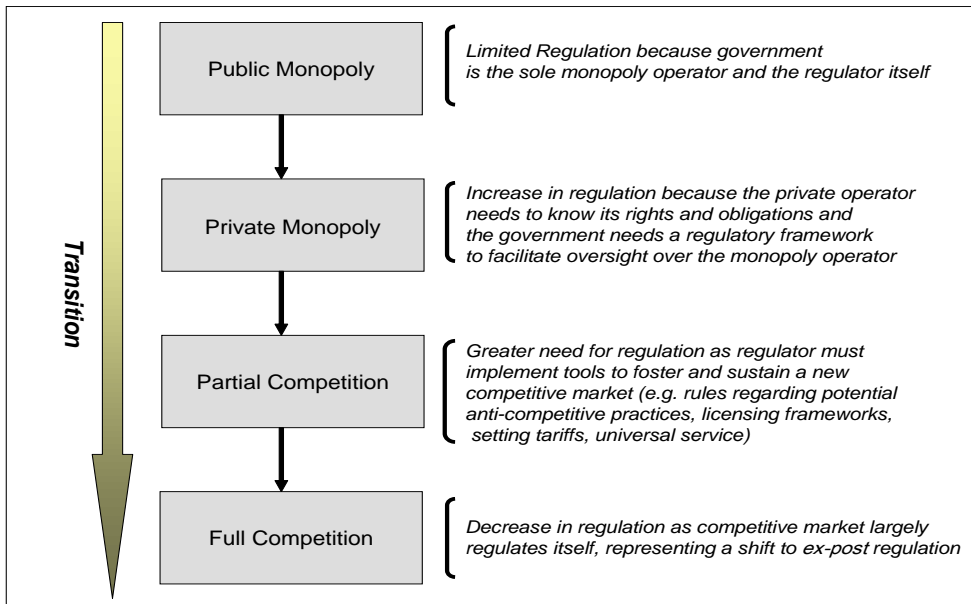 Public Monopoly
Limited Regulation because government
is the sole monopoly operator and the regulator itself
Private Monopoly
Increase in regulation because the private operator
needs to know its rights and obligations and
the government needs a regulatory framework
to facilitate oversight over the monopoly operator
Transition
Partial Competition
Greater need for regulation as regulator must
implement tools to foster and sustain a new
competitive market (e.g. rules regarding potential
anti-competitive practices, licensing frameworks,
setting tariffs, universal service)
Full Competition
Decrease in regulation as competitive market largely
regulates itself, representing a shift to ex-post regulation